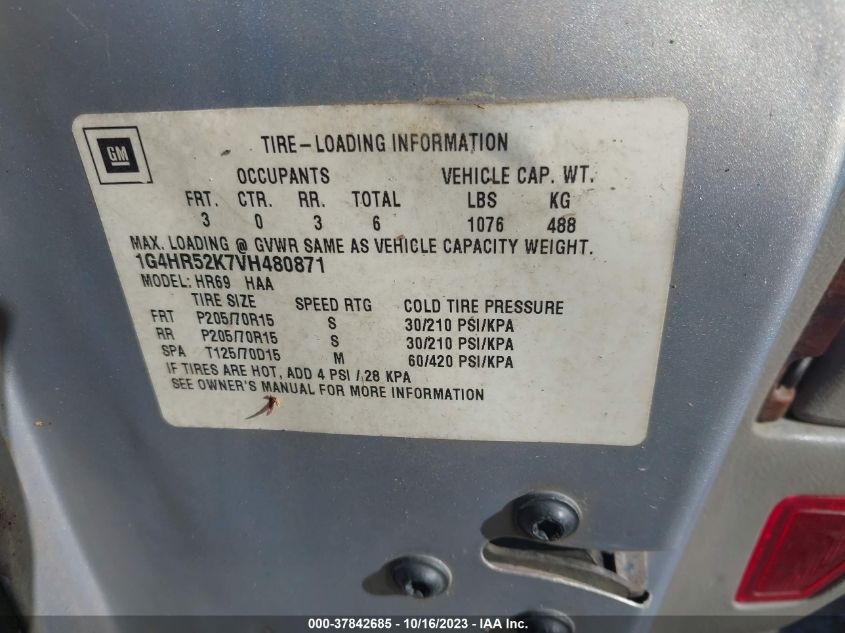 GM
TIRE-LOADING INFORMATION
OCCUPANTS VEHICLE CAP. WT.
FRT. CTR. RR. TOTAL LBS KG
3 0 3 6 1076 488
MAX. LOADING @ GVWR SAME AS VEHICLE CAPACITY WEIGHT.
1G4HR52K7VH480871
MODEL: HR69 HAA
TIRE SIZE SPEED RTG COLD TIRE PRESSURE
FRT P205/70R15 S 30/210 PSI/KPA
RR P205/70R15 S 30/210 PSI/KPA
SPA T125/70D15 M 60/420 PSI/KPA
IF TIRES ARE HOT, ADD 4 PSI / 28 KPA
SEE OWNER'S MANUAL FOR MORE INFORMATION
000-37842685 - 10/16/2023 - IAA Inc.